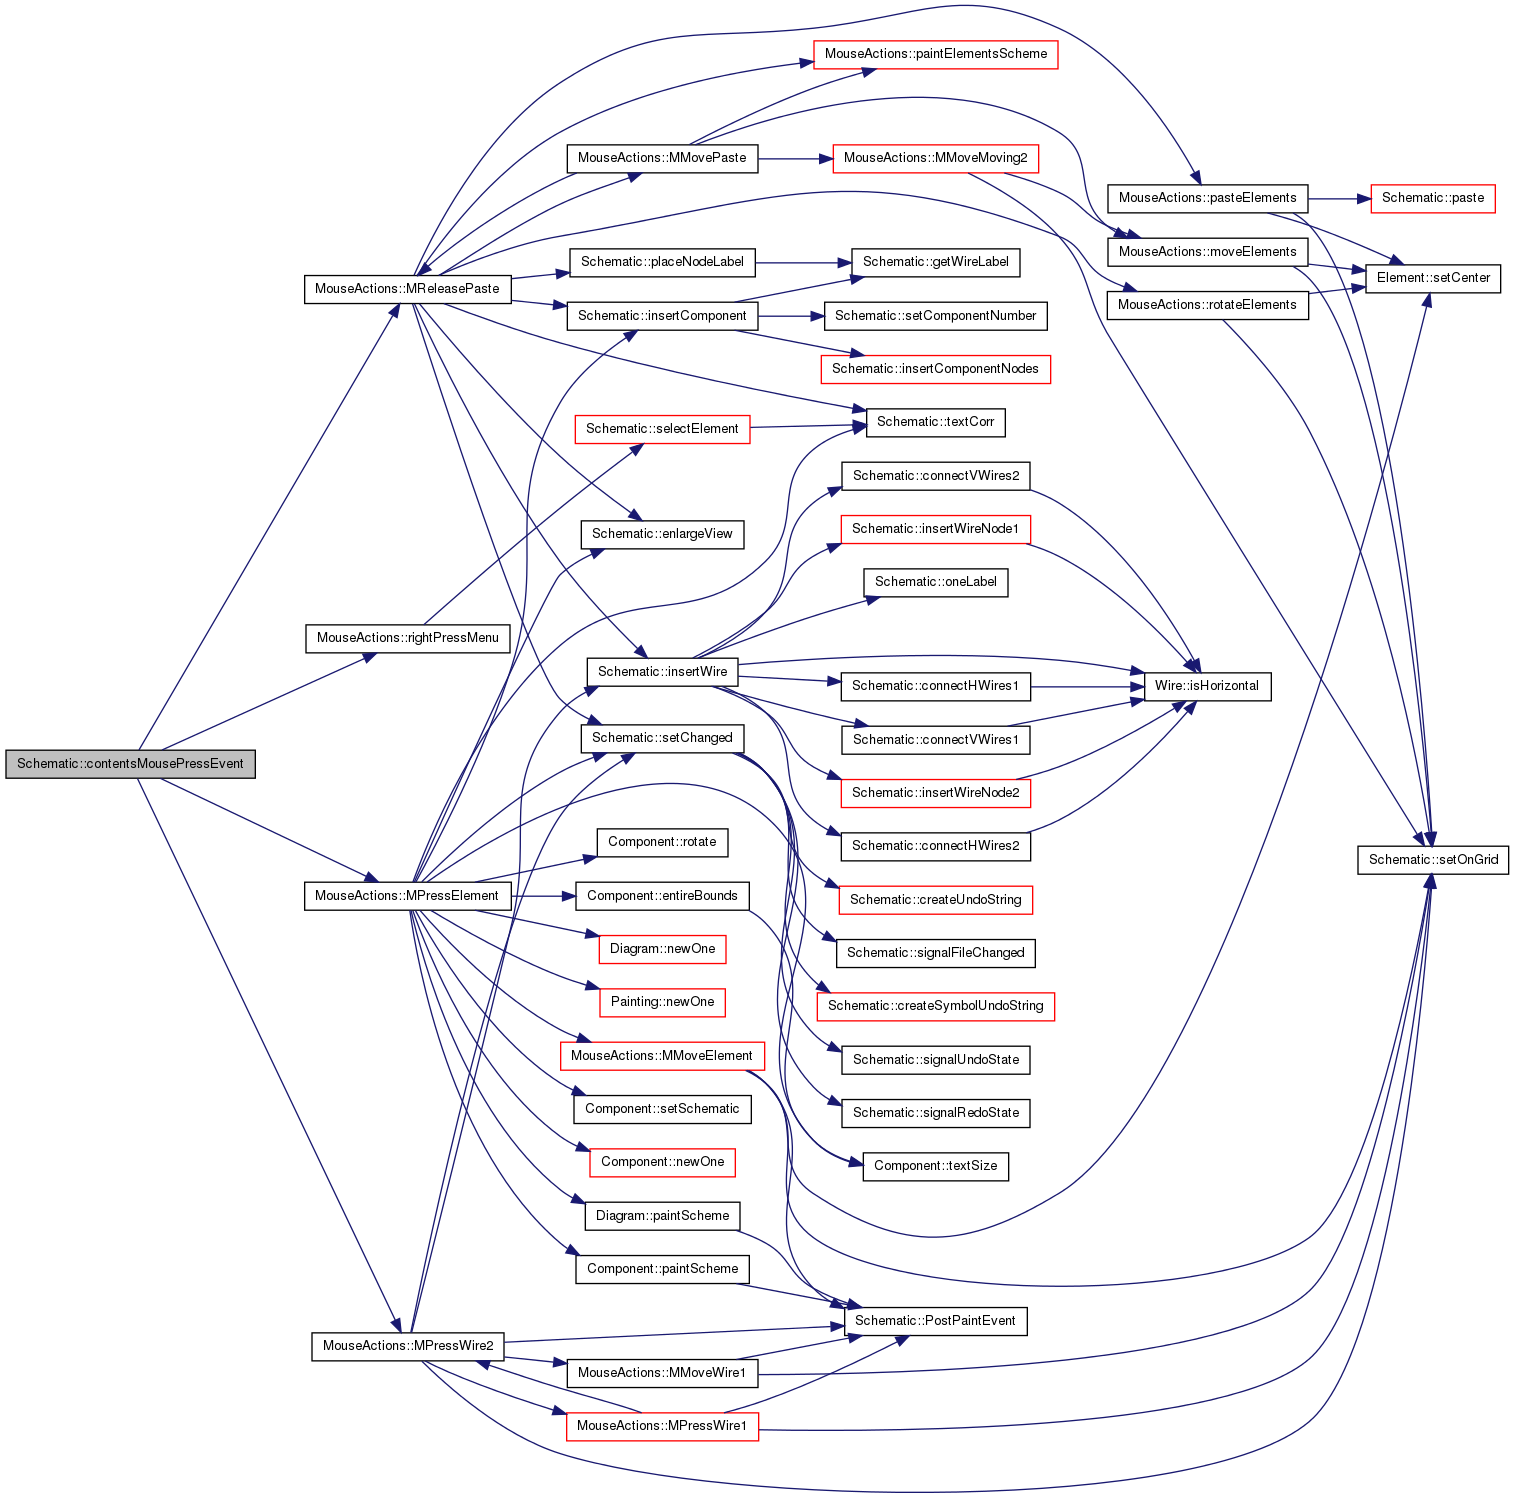 Schematic::contentsMousePressEvent
MouseActions::MReleasePaste
MouseActions::rightPressMenu
MouseActions::MPressElement
MouseActions::MPressWire2
MouseActions::MMovePaste
Schematic::placeNodeLabel
Schematic::insertComponent
Schematic::selectElement
Schematic::enlargeView
Schematic::insertWire
Schematic::setChanged
Component::rotate
Component::entireBounds
Diagram::newOne
Painting::newOne
MouseActions::MMoveElement
Component::setSchematic
Component::newOne
Diagram::paintScheme
Component::paintScheme
MouseActions::MMoveWire1
MouseActions::MPressWire1
MouseActions::paintElementsScheme
MouseActions::MMoveMoving2
Schematic::getWireLabel
Schematic::setComponentNumber
Schematic::insertComponentNodes
Schematic::textCorr
Schematic::connectVWires2
Schematic::insertWireNode1
Schematic::oneLabel
Schematic::connectHWires1
Schematic::connectVWires1
Schematic::insertWireNode2
Schematic::connectHWires2
Schematic::createUndoString
Schematic::signalFileChanged
Schematic::createSymbolUndoString
Schematic::signalUndoState
Schematic::signalRedoState
Component::textSize
Schematic::PostPaintEvent
MouseActions::pasteElements
MouseActions::moveElements
MouseActions::rotateElements
Wire::isHorizontal
Schematic::paste
Element::setCenter
Schematic::setOnGrid